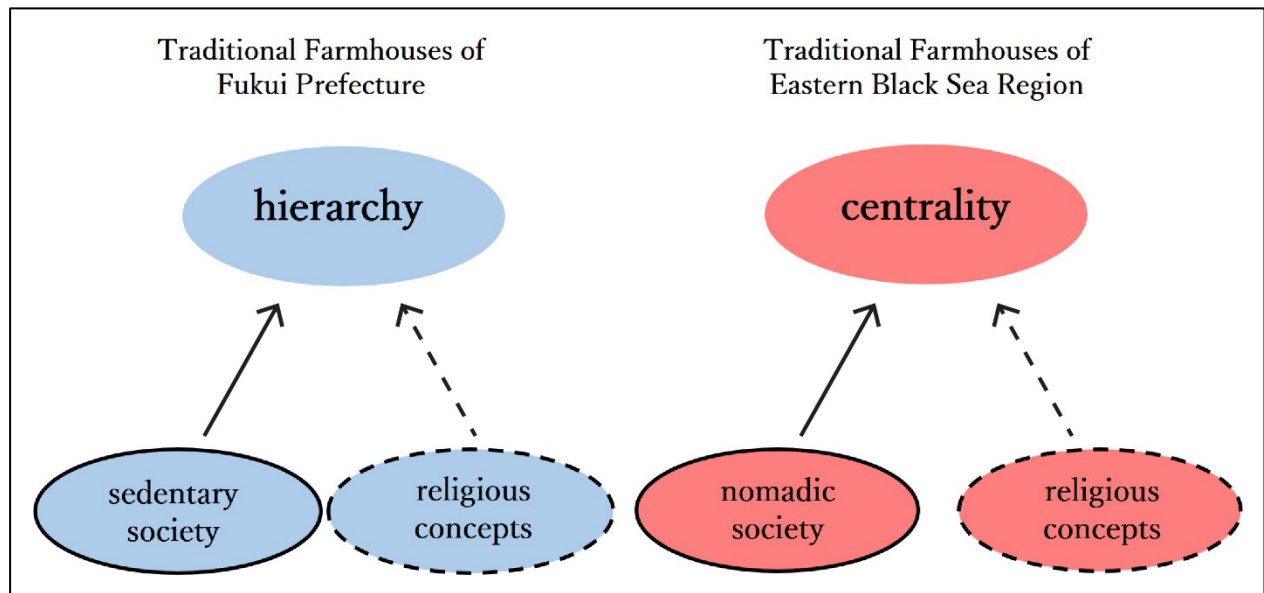 Traditional Farmhouses of
Fukui Prefecture
hierarchy
sedentary
society
religious
concepts
Traditional Farmhouses of
Eastern Black Sea Region
centrality
nomadic
society
religious
concepts